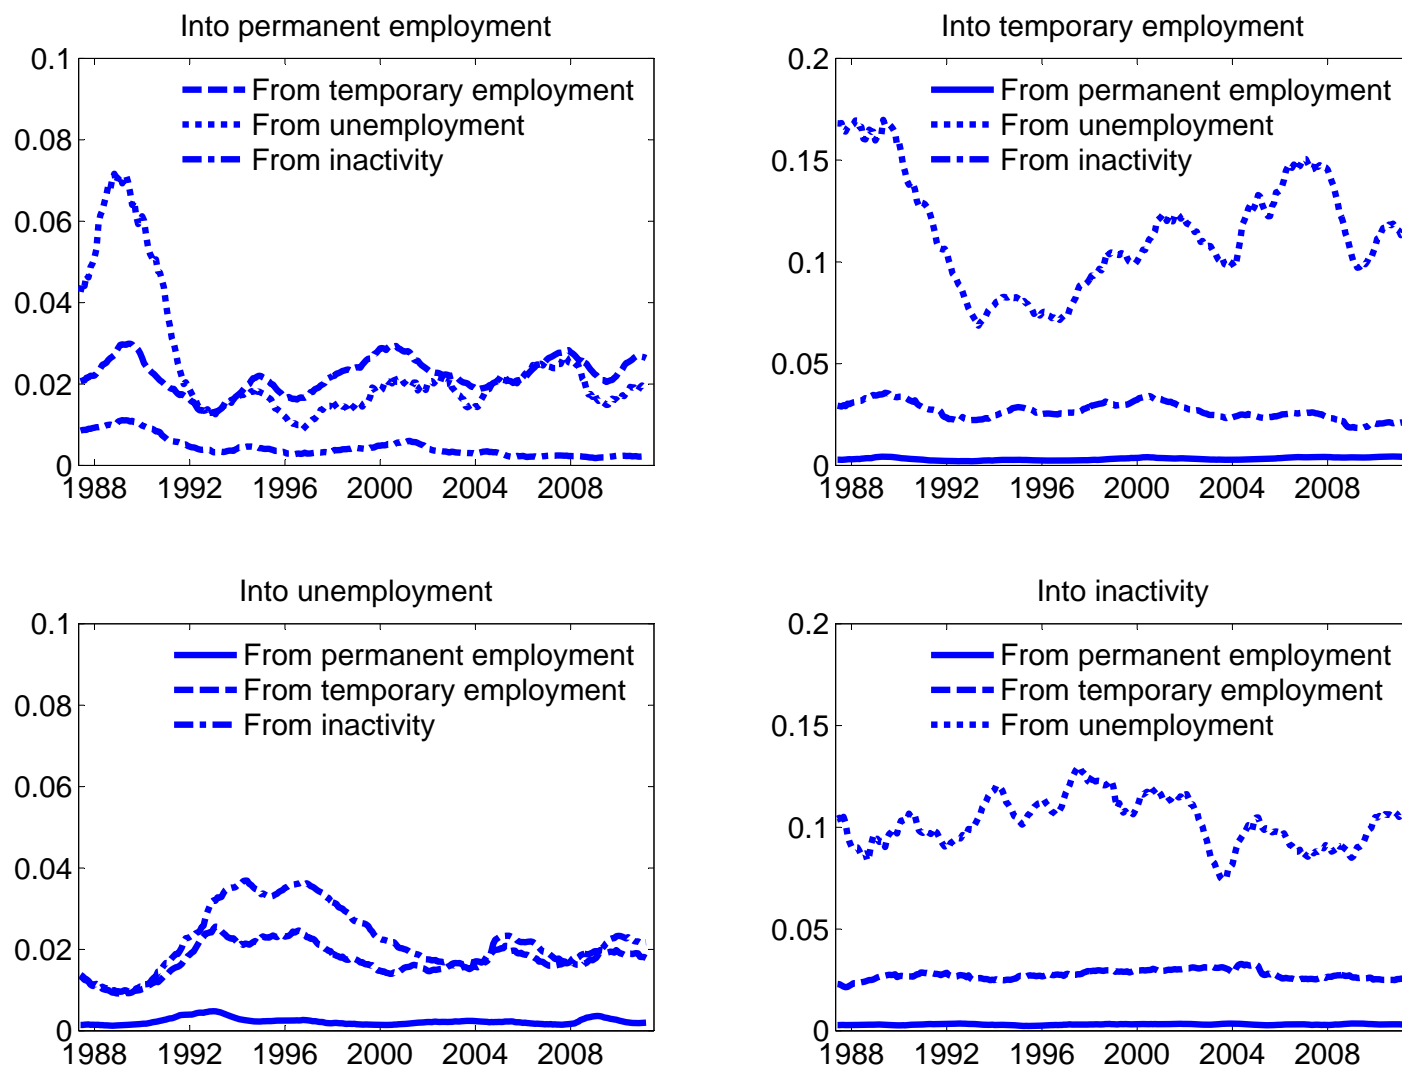 Into permanent employment
0.1
0.08
0.06
0.04
0.02
0
From temporary employment
From unemployment
From inactivity
1988 1992 1996 2000 2004 2008
Into temporary employment
0.2
0.15
0.1
0.05
0
From permanent employment
From unemployment
From inactivity
1988 1992 1996 2000 2004 2008
Into unemployment
0.1
0.08
0.06
0.04
0.02
0
From permanent employment
From temporary employment
From inactivity
1988 1992 1996 2000 2004 2008
Into inactivity
0.2
0.15
0.1
0.05
0
From permanent employment
From temporary employment
From unemployment
1988 1992 1996 2000 2004 2008